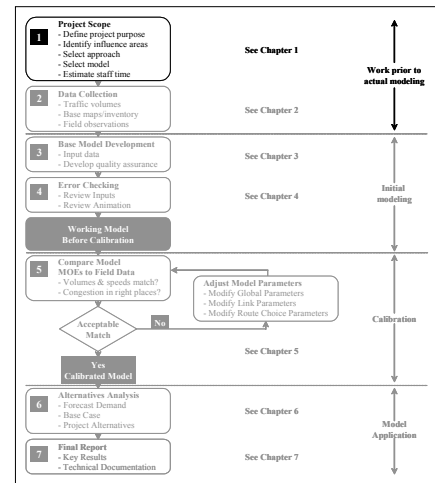 Project Scope
1
- Define project purpose
- Identify influence areas
- Select approach
- Select model
- Estimate staff time
See Chapter 1
Work prior to
actual modeling
Data Collection
2
- Traffic volumes
- Base maps/inventory
- Field observations
See Chapter 2
Base Model Development
3
- Input data
- Develop quality assurance
See Chapter 3
Error Checking
4
- Review Inputs
- Review Animation
See Chapter 4
Initial
modeling
Working Model
Before Calibration
Compare Model
5
MOEs to Field Data
- Volumes & speeds match?
- Congestion in right places?
Adjust Model Parameters
- Modify Global Parameters
- Modify Link Parameters
- Modify Route Choice Parameters
Acceptable
Match
No
Calibration
Yes
Calibrated Model
See Chapter 5
Alternatives Analysis
6
- Forecast Demand
- Base Case
- Project Alternatives
See Chapter 6
Model
Application
Final Report
7
- Key Results
- Technical Documentation
See Chapter 7